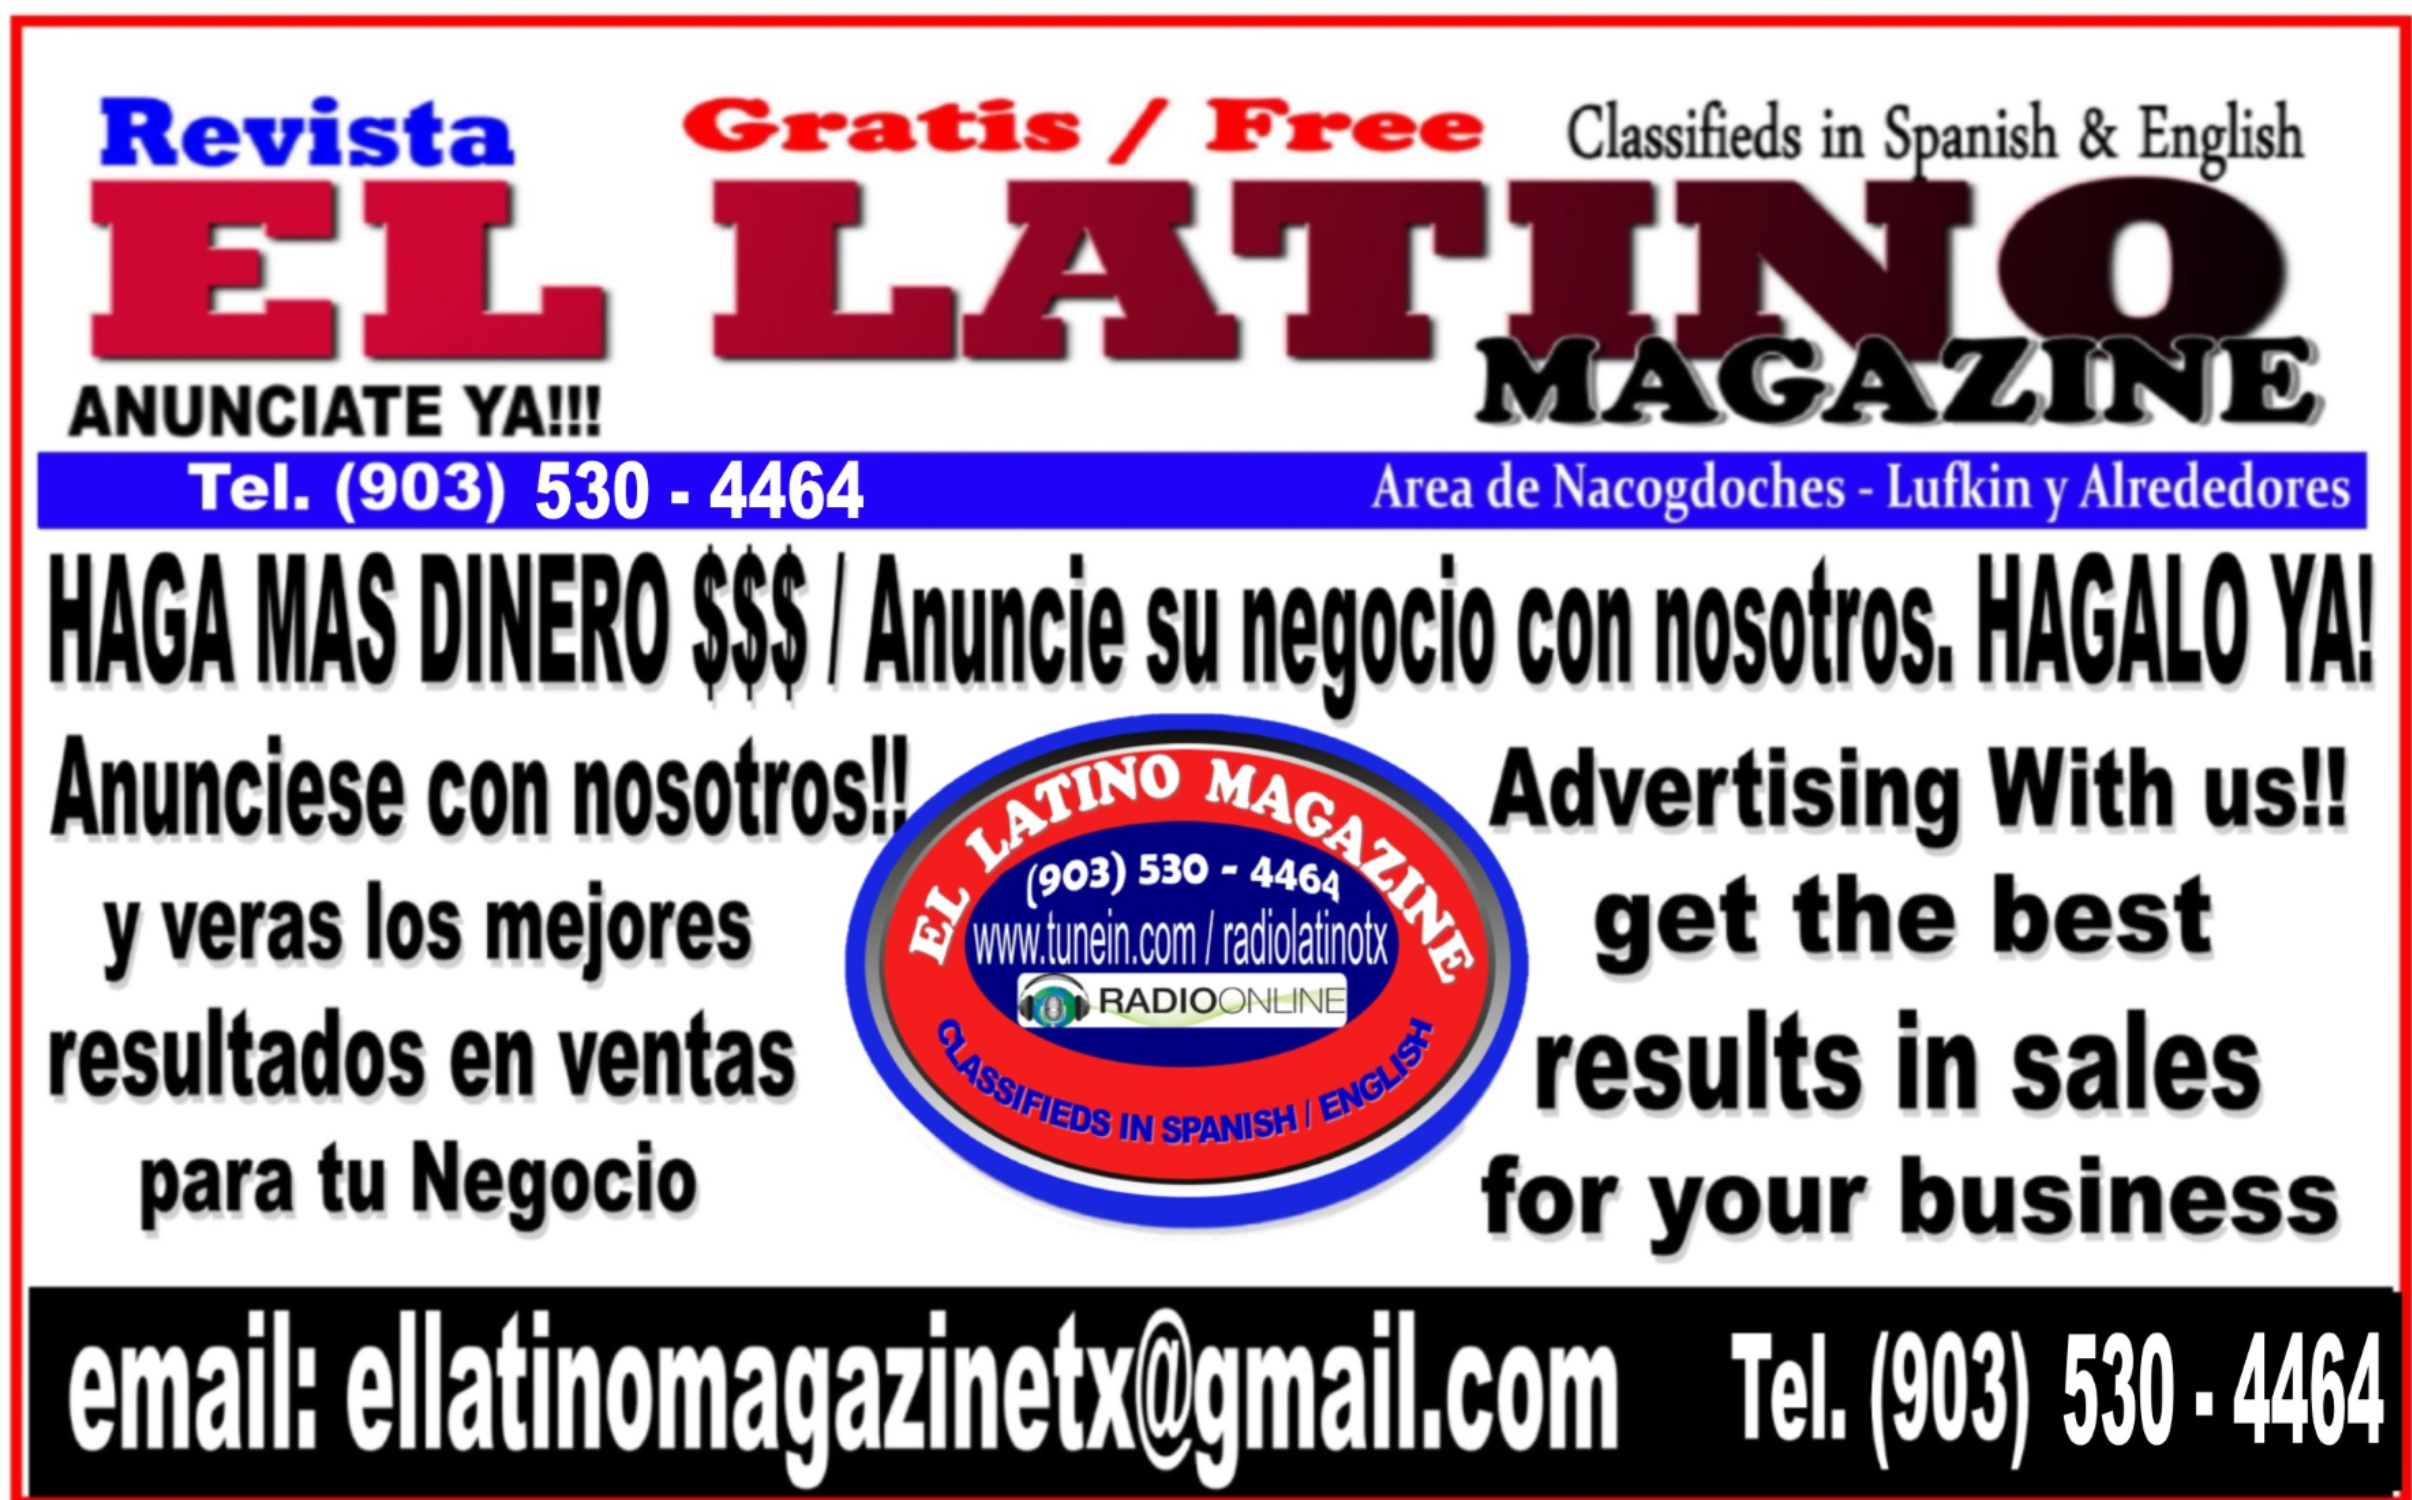 Revista
Gratis / Free
Classifieds in Spanish & English
EL LATINO
MAGAZINE
ANUNCIATE YA!!!
Tel. (903) 530 - 4464
Area de Nacogdoches - Lufkin y Alrededores
HAGA MAS DINERO $$$ / Anuncie su negocio con nosotros. HAGALO YA!
Anunciese con nosotros!!
y veras los mejores
resultados en ventas
para tu Negocio
EL LATINO MAGAZINE
(903) 530 - 4464
www.tunein.com / radiolatinotx
RADIOONLINE
CLASSIFIEDS IN SPANISH / ENGLISH
Advertising With us!!
get the best
results in sales
for your business
email: ellatinomagazinetx@gmail.com
Tel. (903) 530 - 4464